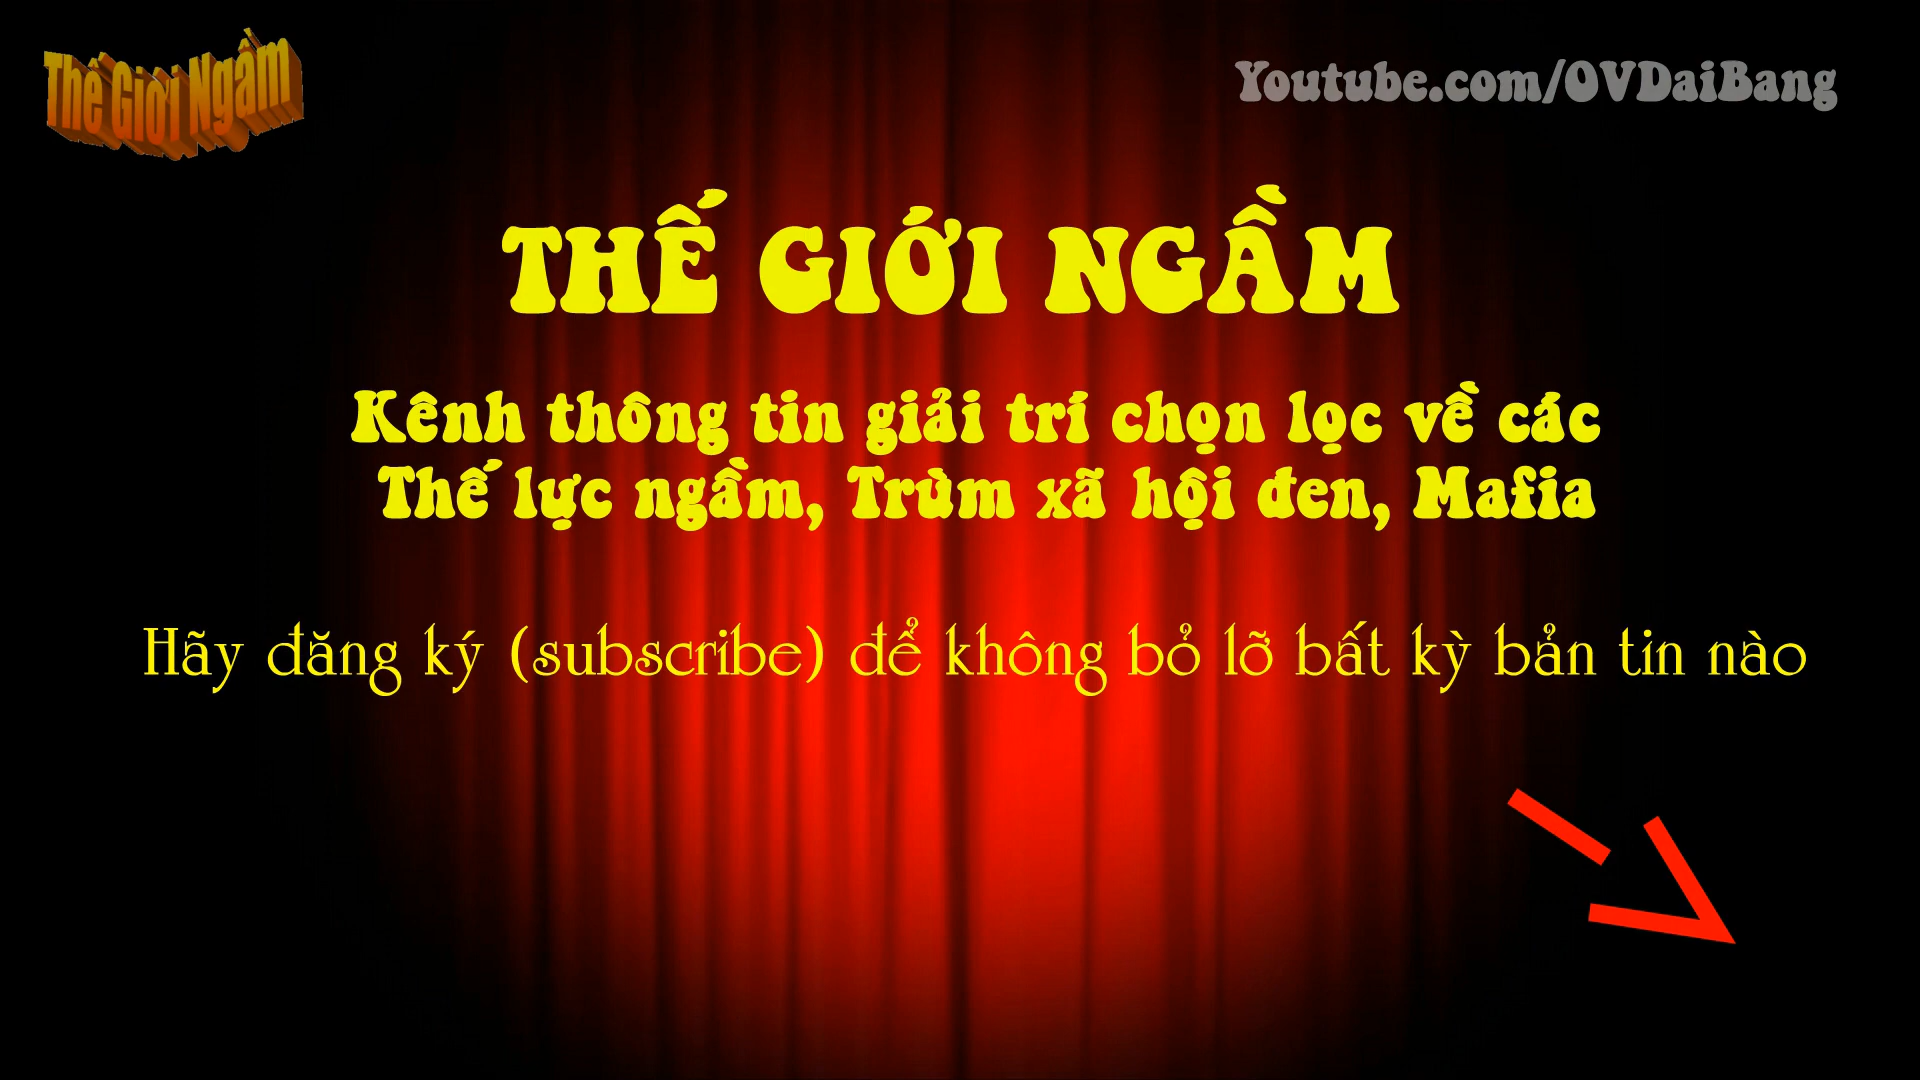 Thế Giới Ngầm
Youtube.com/OVDaiBang
THẾ GIỚI NGẦM
Kênh thông tin giải trí chọn lọc về các
Thế lực ngầm, Trùm xã hội đen, Mafia
Hãy đăng ký (subscribe) để không bỏ lỡ bất kỳ bản tin nào